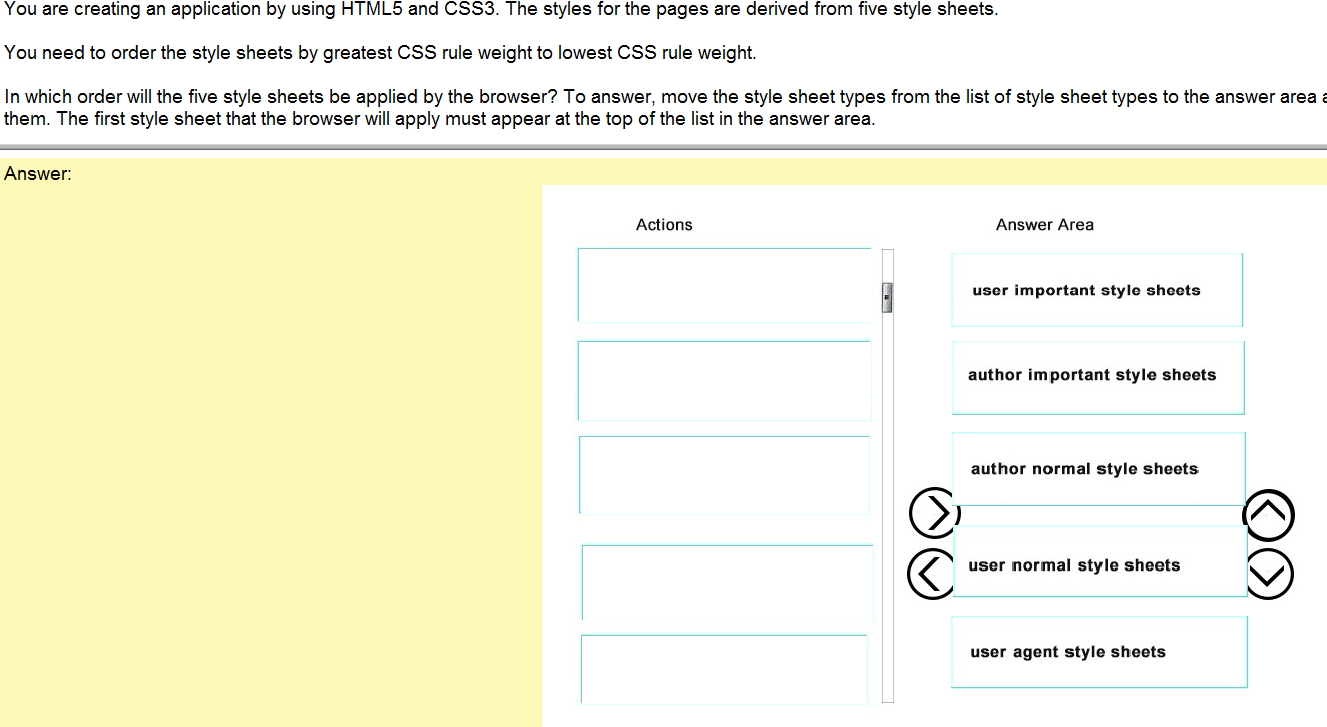 You are creating an application by using HTML5 and CSS3. The styles for the pages are derived from five style sheets.
You need to order the style sheets by greatest CSS rule weight to lowest CSS rule weight.
In which order will the five style sheets be applied by the browser? To answer, move the style sheet types from the list of style sheet types to the answer area
them. The first style sheet that the browser will apply must appear at the top of the list in the answer area.
Answer:
Actions
Answer Area
user important style sheets
author important style sheets
author normal style sheets
user normal style sheets
user agent style sheets